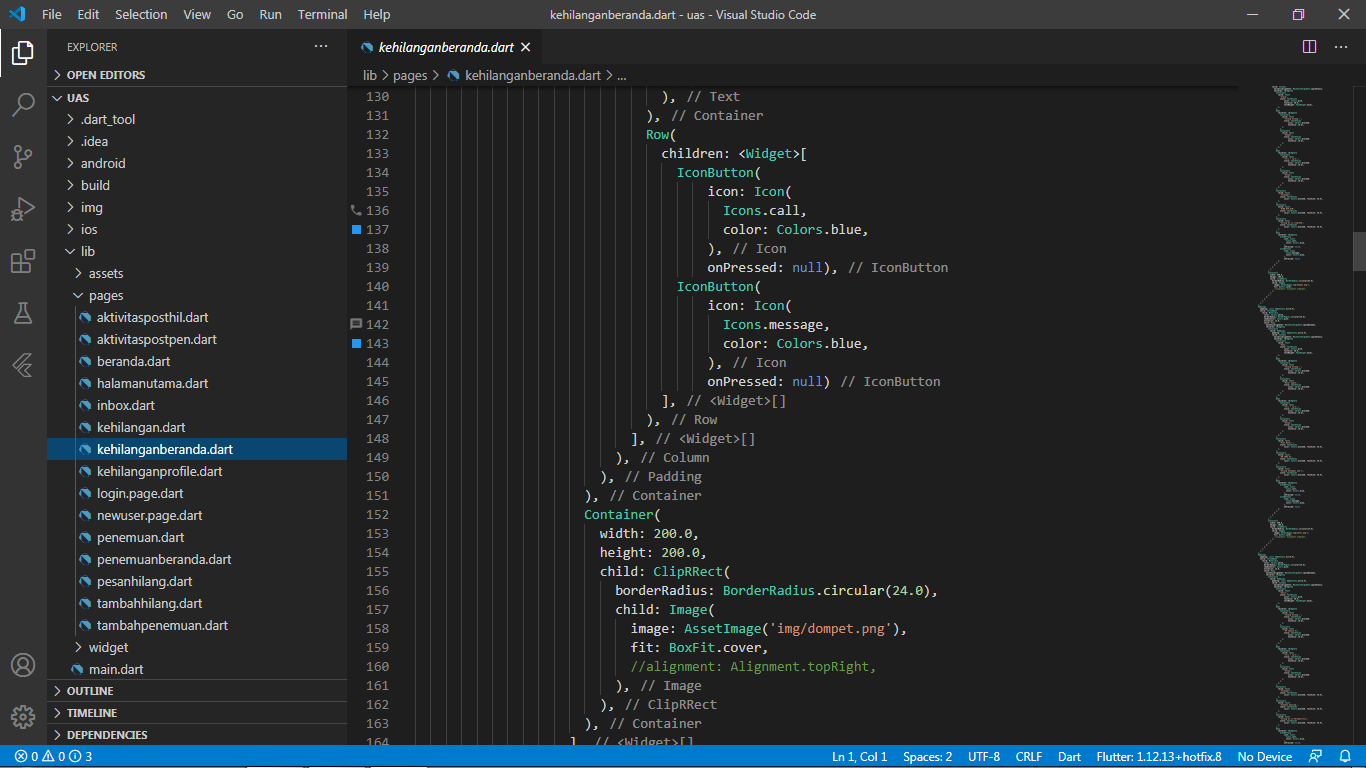 File Edit Selection View Go Run Terminal Help
kehilanganberanda.dart - uas - Visual Studio Code
EXPLORER
OPEN EDITORS
UAS
.dart_tool
.idea
android
build
img
ios
lib
assets
pages
aktivitasposthil.dart
aktivitaspostpen.dart
beranda.dart
halamanutama.dart
inbox.dart
kehilangan.dart
kehilanganberanda.dart
kehilanganprofile.dart
login.page.dart
newuser.page.dart
penemuan.dart
penemuanberanda.dart
pesanhilang.dart
tambahhilang.dart
tambahpenemuan.dart
widget
main.dart
OUTLINE
TIMELINE
DEPENDENCIES
kehilanganberanda.dart
lib > pages > kehilanganberanda.dart > ...
130 ), // Text
131 ), // Container
132 Row(
133 children: <Widget>[
134 IconButton(
135 icon: Icon(
136 Icons.call,
137 color: Colors.blue,
138 ), // Icon
139 onPressed: null), // IconButton
140 IconButton(
141 icon: Icon(
142 Icons.message,
143 color: Colors.blue,
144 ), // Icon
145 onPressed: null) // IconButton
146 ], // <Widget>[]
147 ), // Row
148 ], // <Widget>[]
149 ), // Column
150 ), // Padding
151 ), // Container
152 Container(
153 width: 200.0,
154 height: 200.0,
155 child: ClipRRect(
156 borderRadius: BorderRadius.circular(24.0),
157 child: Image(
158 image: AssetImage('img/dompet.png'),
159 fit: BoxFit.cover,
160 //alignment: Alignment.topRight,
161 ), // Image
162 ), // ClipRRect
163 ), // Container
164 ], // <Widget>[]
0 0 3
Ln 1, Col 1 Spaces: 2 UTF-8 CRLF Dart Flutter: 1.12.13+hotfix.8 No Device